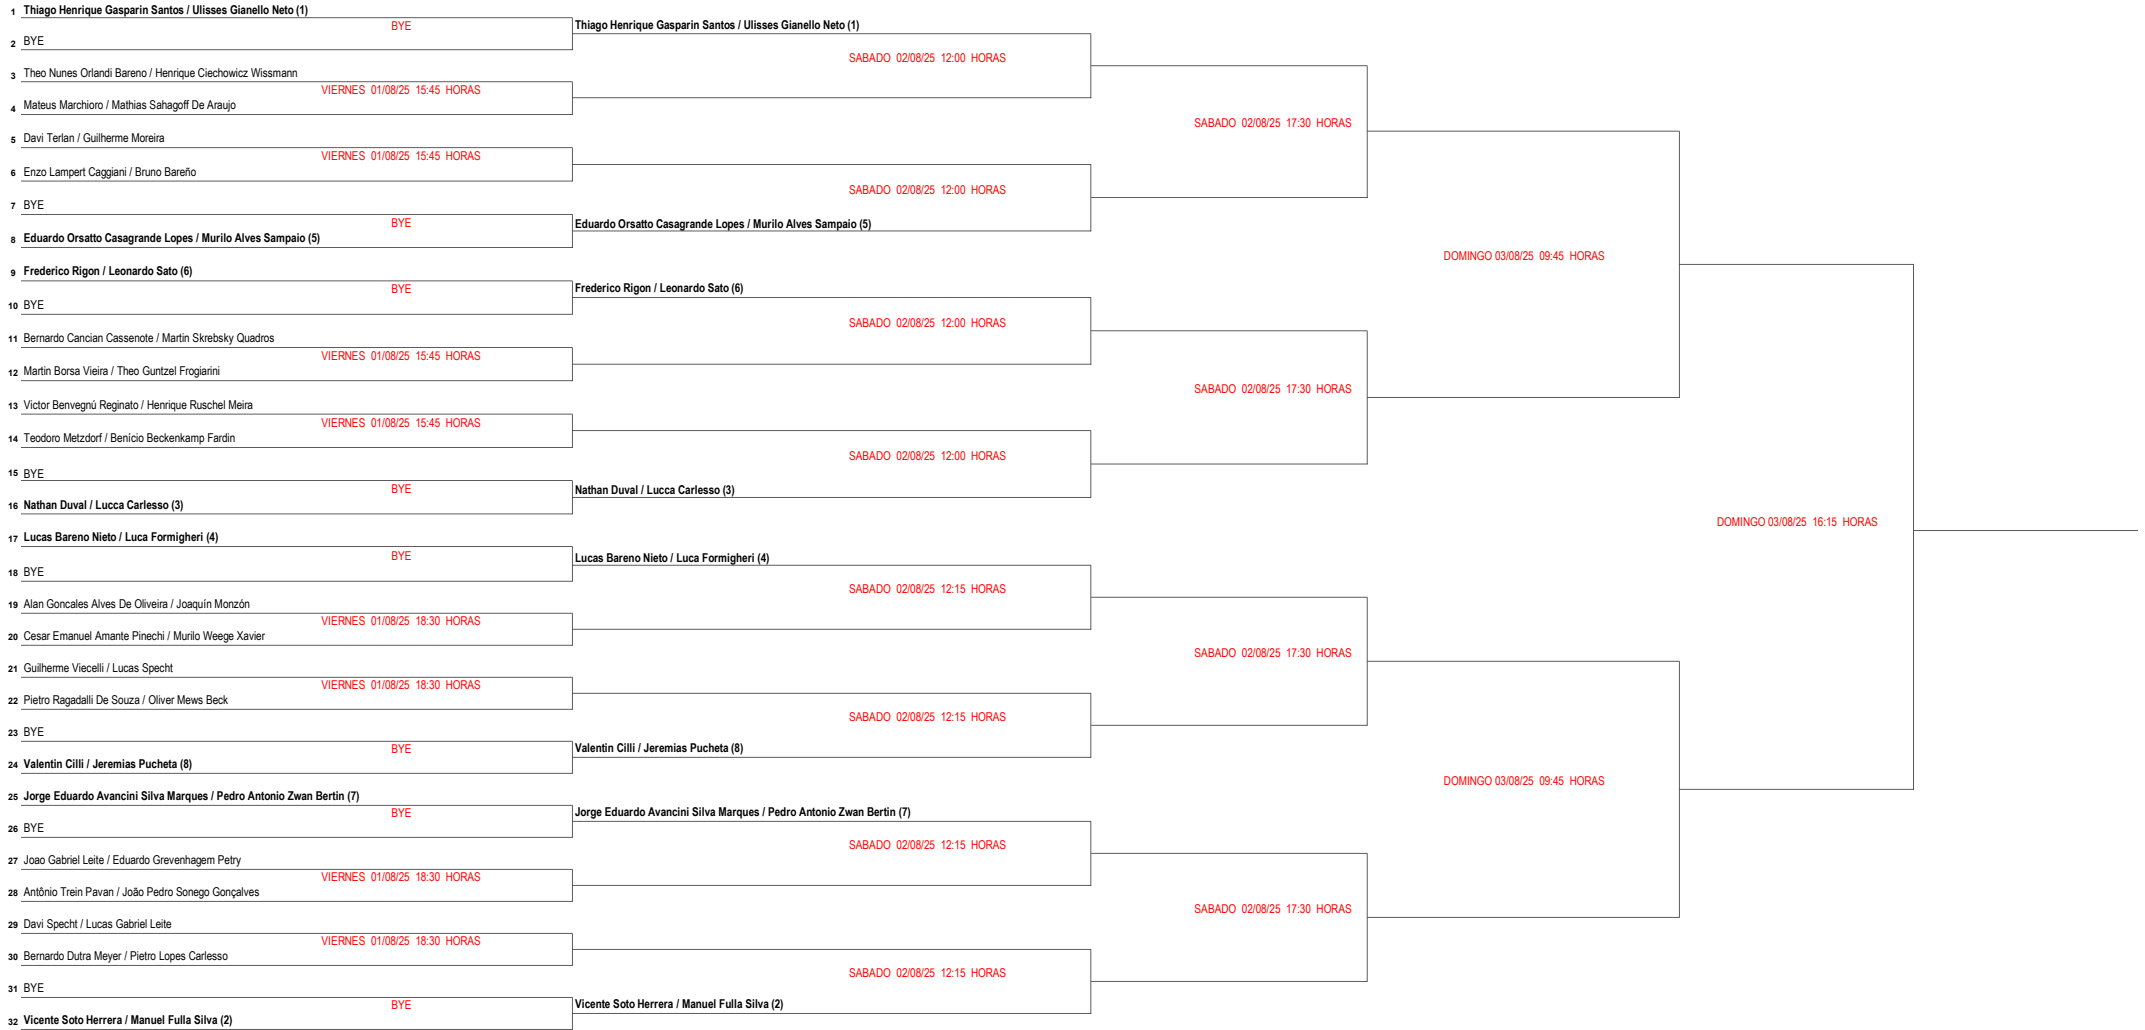 1 Thiago Henrique Gasparin Santos / Ulisses Gianello Neto (1)
BYE
Thiago Henrique Gasparin Santos / Ulisses Gianello Neto (1)
2 BYE
SABADO 02/08/25 12:00 HORAS
3 Theo Nunes Orlandi Bareno / Henrique Ciechowicz Wissmann
VIERNES 01/08/25 15:45 HORAS
4 Mateus Marchioro / Mathias Sahagoff De Araujo
SABADO 02/08/25 17:30 HORAS
5 Davi Terlan / Guilherme Moreira
VIERNES 01/08/25 15:45 HORAS
6 Enzo Lampert Caggiani / Bruno Bareño
SABADO 02/08/25 12:00 HORAS
7 BYE
BYE
Eduardo Orsatto Casagrande Lopes / Murilo Alves Sampaio (5)
8 Eduardo Orsatto Casagrande Lopes / Murilo Alves Sampaio (5)
DOMINGO 03/08/25 09:45 HORAS
9 Frederico Rigon / Leonardo Sato (6)
BYE
Frederico Rigon / Leonardo Sato (6)
10 BYE
SABADO 02/08/25 12:00 HORAS
11 Bernardo Cancian Cassenote / Martin Skrebsky Quadros
VIERNES 01/08/25 15:45 HORAS
12 Martin Borsa Vieira / Theo Guntzel Frogiarini
SABADO 02/08/25 17:30 HORAS
13 Victor Benvegnú Reginato / Henrique Ruschel Meira
VIERNES 01/08/25 15:45 HORAS
14 Teodoro Metzdorf / Benício Beckenkamp Fardin
SABADO 02/08/25 12:00 HORAS
15 BYE
BYE
Nathan Duval / Lucca Carlesso (3)
16 Nathan Duval / Lucca Carlesso (3)
DOMINGO 03/08/25 16:15 HORAS
17 Lucas Bareno Nieto / Luca Formigheri (4)
BYE
Lucas Bareno Nieto / Luca Formigheri (4)
18 BYE
SABADO 02/08/25 12:15 HORAS
19 Alan Goncales Alves De Oliveira / Joaquín Monzón
VIERNES 01/08/25 18:30 HORAS
20 Cesar Emanuel Amante Pinechi / Murilo Weege Xavier
SABADO 02/08/25 17:30 HORAS
21 Guilherme Viecelli / Lucas Specht
VIERNES 01/08/25 18:30 HORAS
22 Pietro Ragadalli De Souza / Oliver Mews Beck
SABADO 02/08/25 12:15 HORAS
23 BYE
BYE
Valentin Cilli / Jeremias Pucheta (8)
24 Valentin Cilli / Jeremias Pucheta (8)
DOMINGO 03/08/25 09:45 HORAS
25 Jorge Eduardo Avancini Silva Marques / Pedro Antonio Zwan Bertin (7)
BYE
Jorge Eduardo Avancini Silva Marques / Pedro Antonio Zwan Bertin (7)
26 BYE
SABADO 02/08/25 12:15 HORAS
27 Joao Gabriel Leite / Eduardo Grevenhagem Petry
VIERNES 01/08/25 18:30 HORAS
28 Antônio Trein Pavan / João Pedro Sonego Gonçalves
SABADO 02/08/25 17:30 HORAS
29 Davi Specht / Lucas Gabriel Leite
VIERNES 01/08/25 18:30 HORAS
30 Bernardo Dutra Meyer / Pietro Lopes Carlesso
SABADO 02/08/25 12:15 HORAS
31 BYE
BYE
Vicente Soto Herrera / Manuel Fulla Silva (2)
32 Vicente Soto Herrera / Manuel Fulla Silva (2)